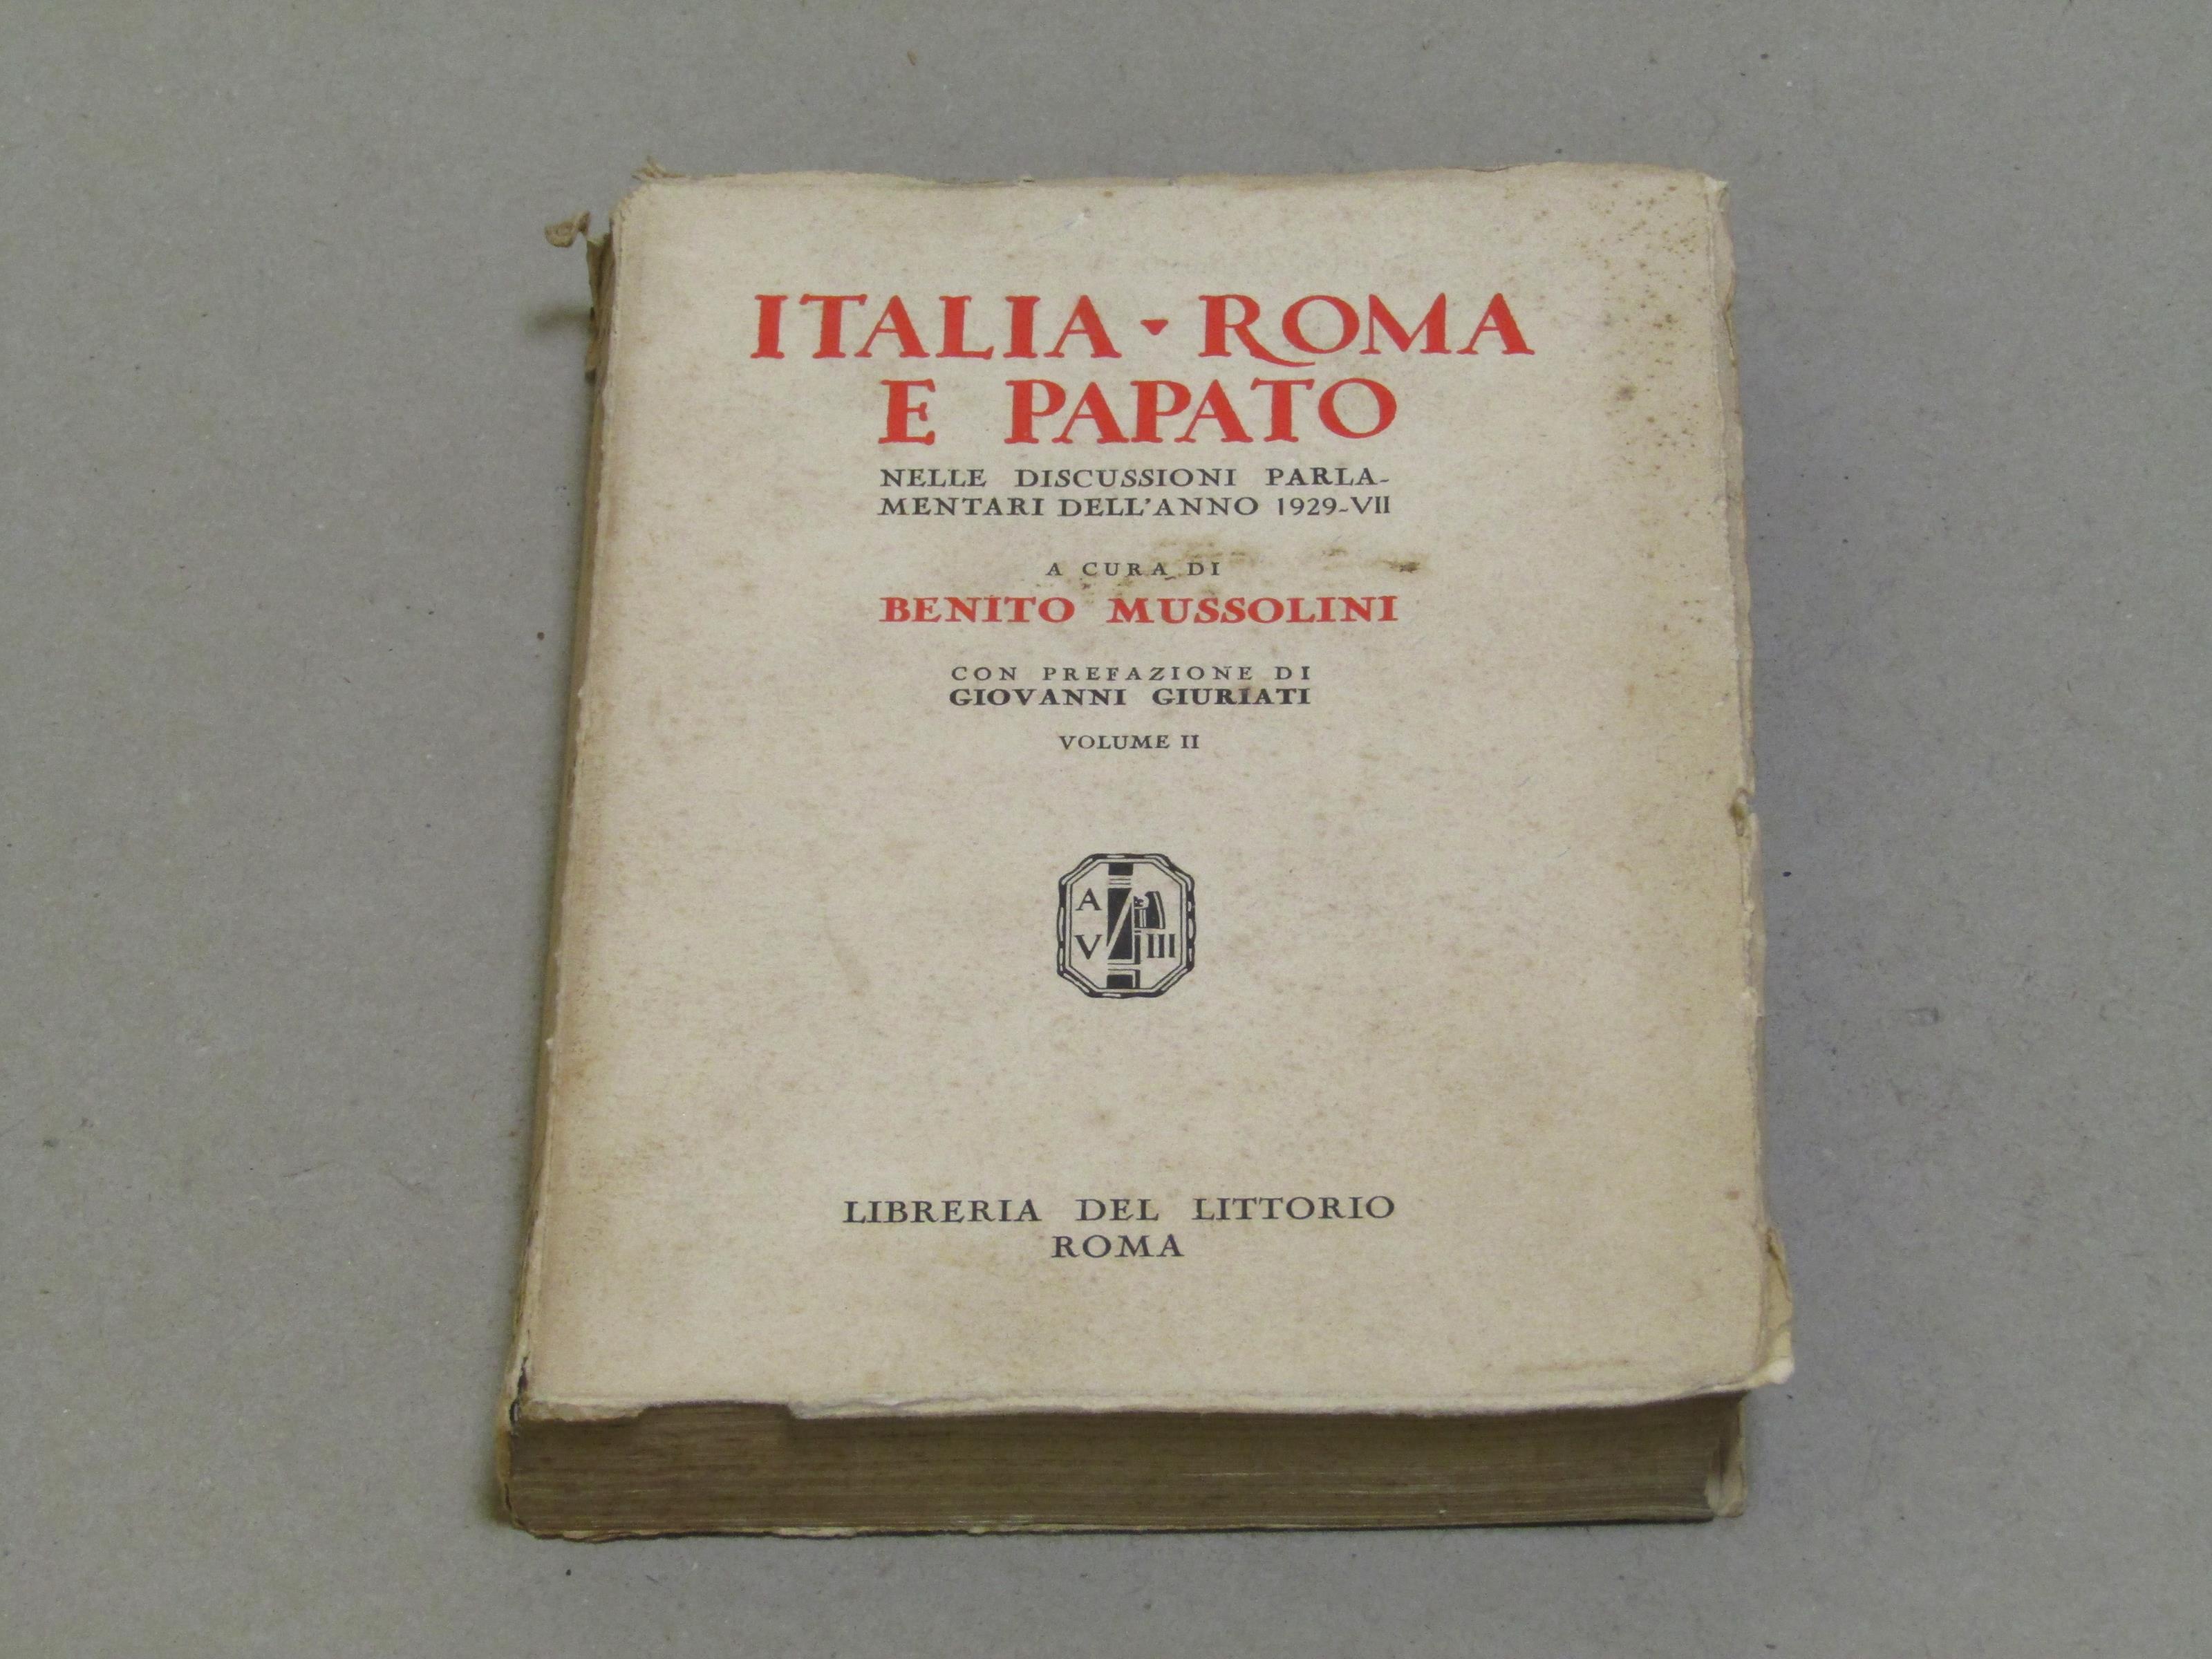 ITALIA - ROMA
E PAPATO
NELLE DISCUSSIONI PARLA-
MENTARI DELL'ANNO 1929-VII
A CURA DI
BENITO MUSSOLINI
CON PREFAZIONE DI
GIOVANNI GIURIATI
VOLUME II
A
V III
LIBRERIA DEL LITTORIO
ROMA